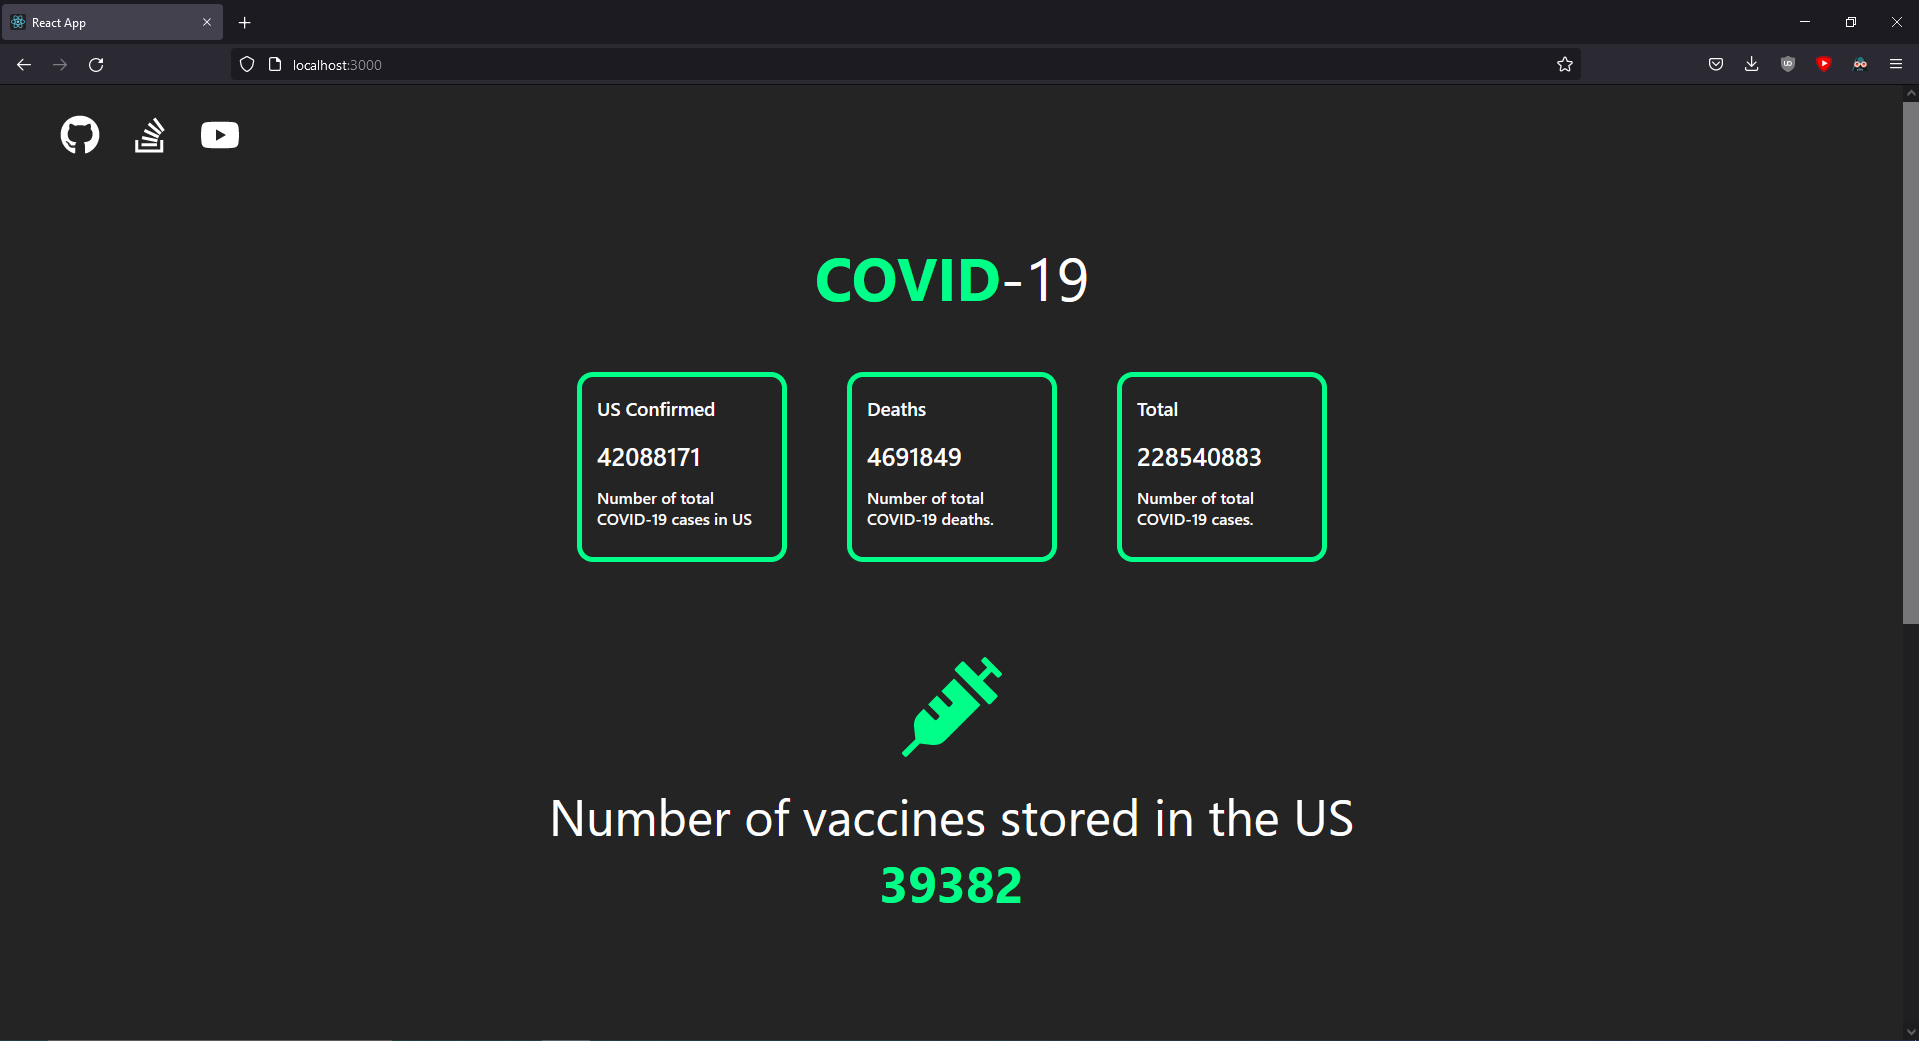 React App
localhost:3000
COVID-19
US Confirmed
42088171
Number of total
COVID-19 cases in US
Deaths
4691849
Number of total
COVID-19 deaths.
Total
228540883
Number of total
COVID-19 cases.
Number of vaccines stored in the US
39382